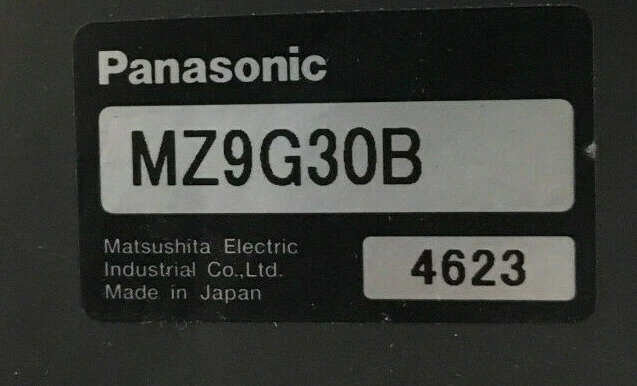 Panasonic
MZ9G30B
Matsushita Electric
Industrial Co.,Ltd.
Made in Japan
4623